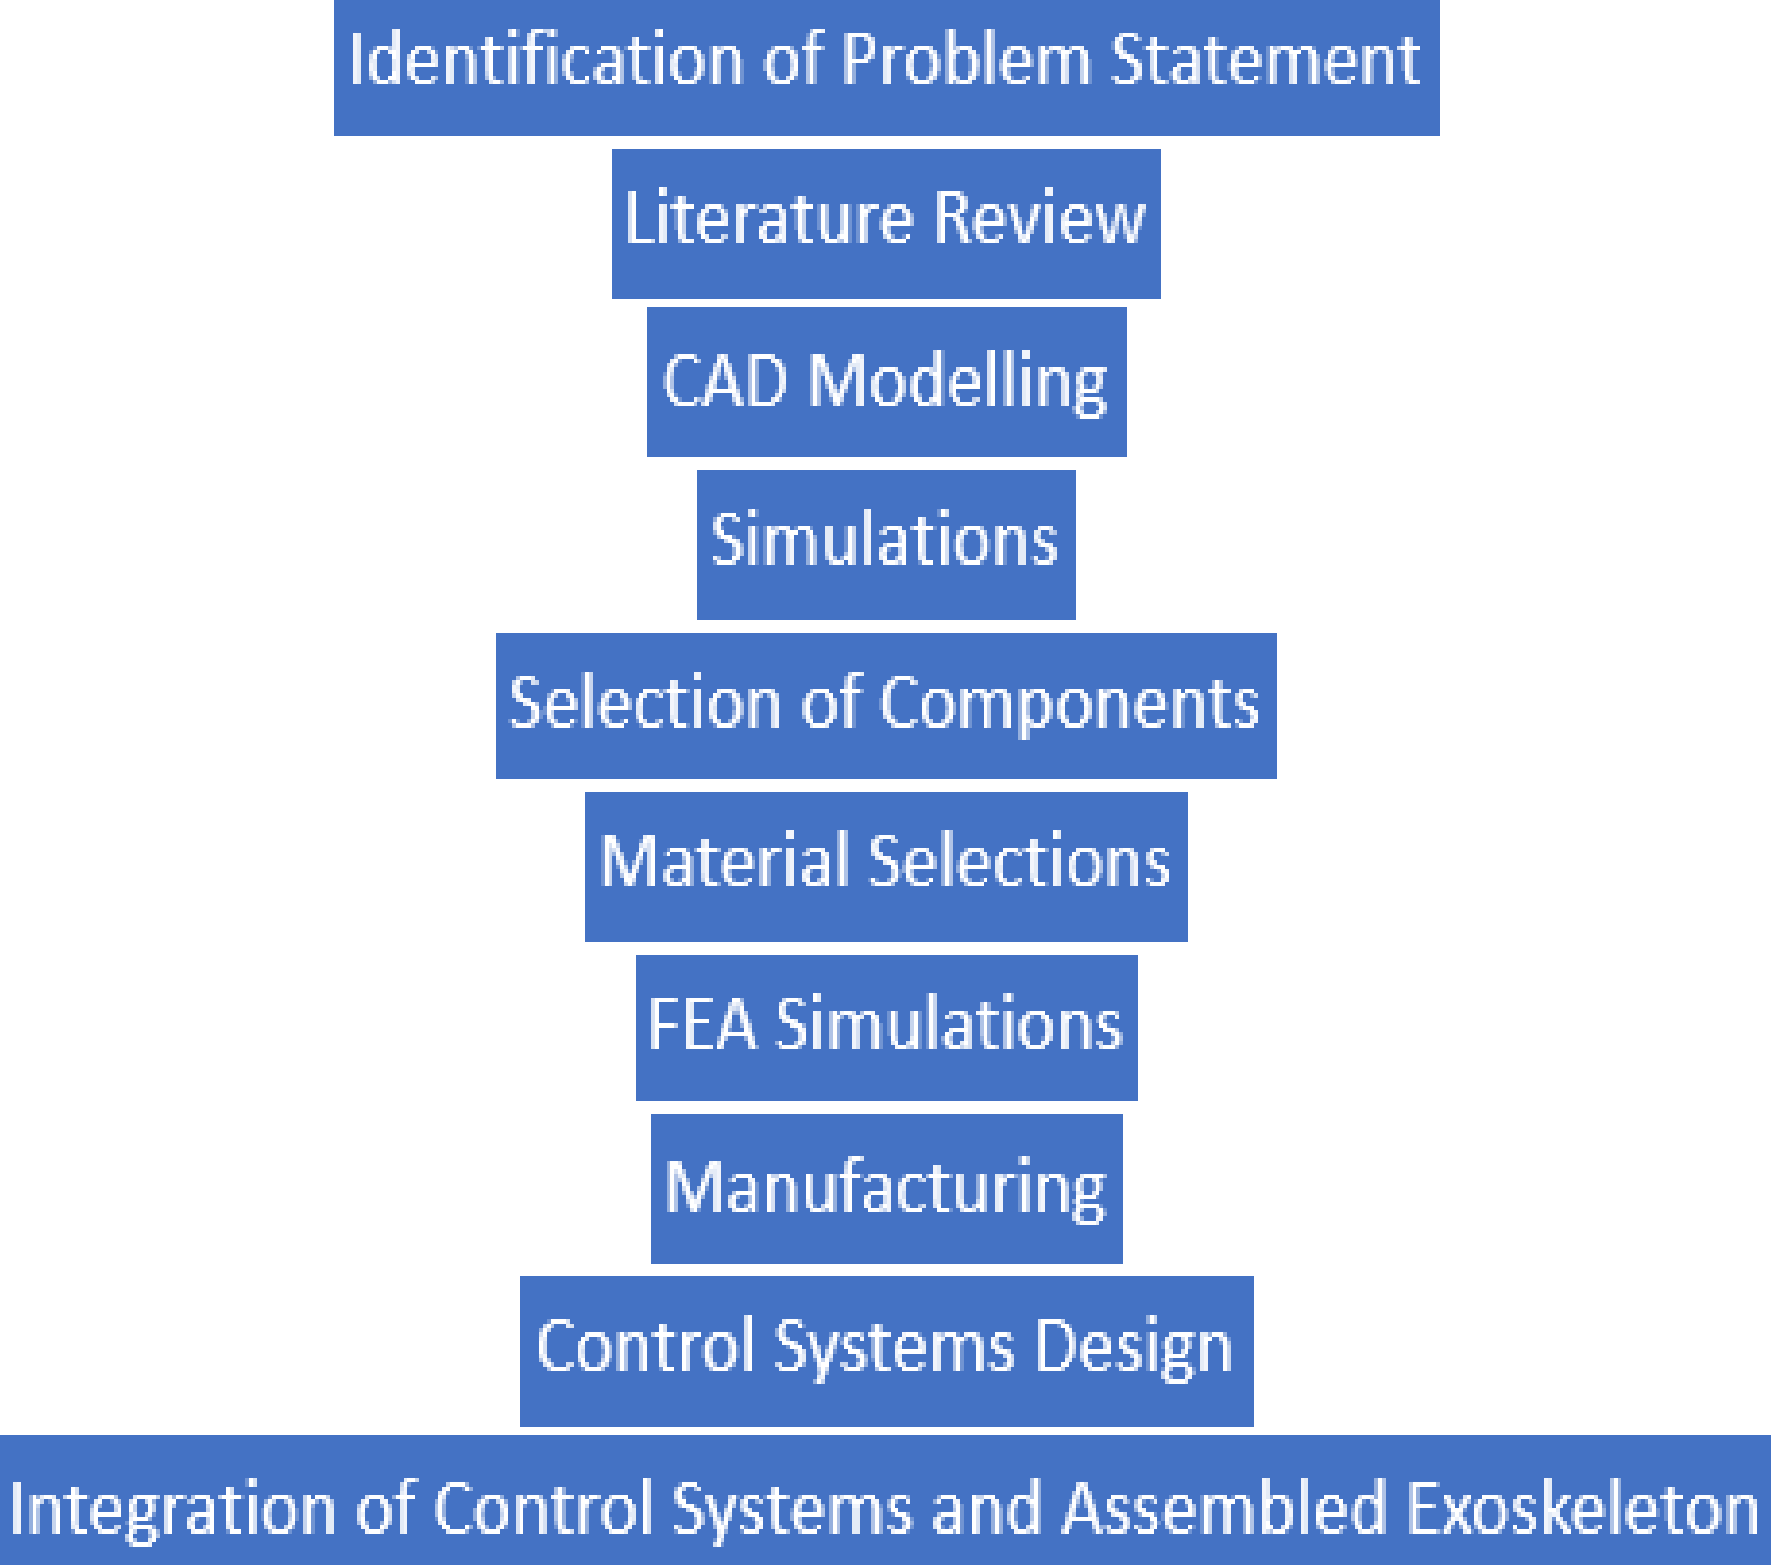 Identification of Problem Statement
Literature Review
CAD Modelling
Simulations
Selection of Components
Material Selections
FEA Simulations
Manufacturing
Control Systems Design
Integration of Control Systems and Assembled Exoskeleton